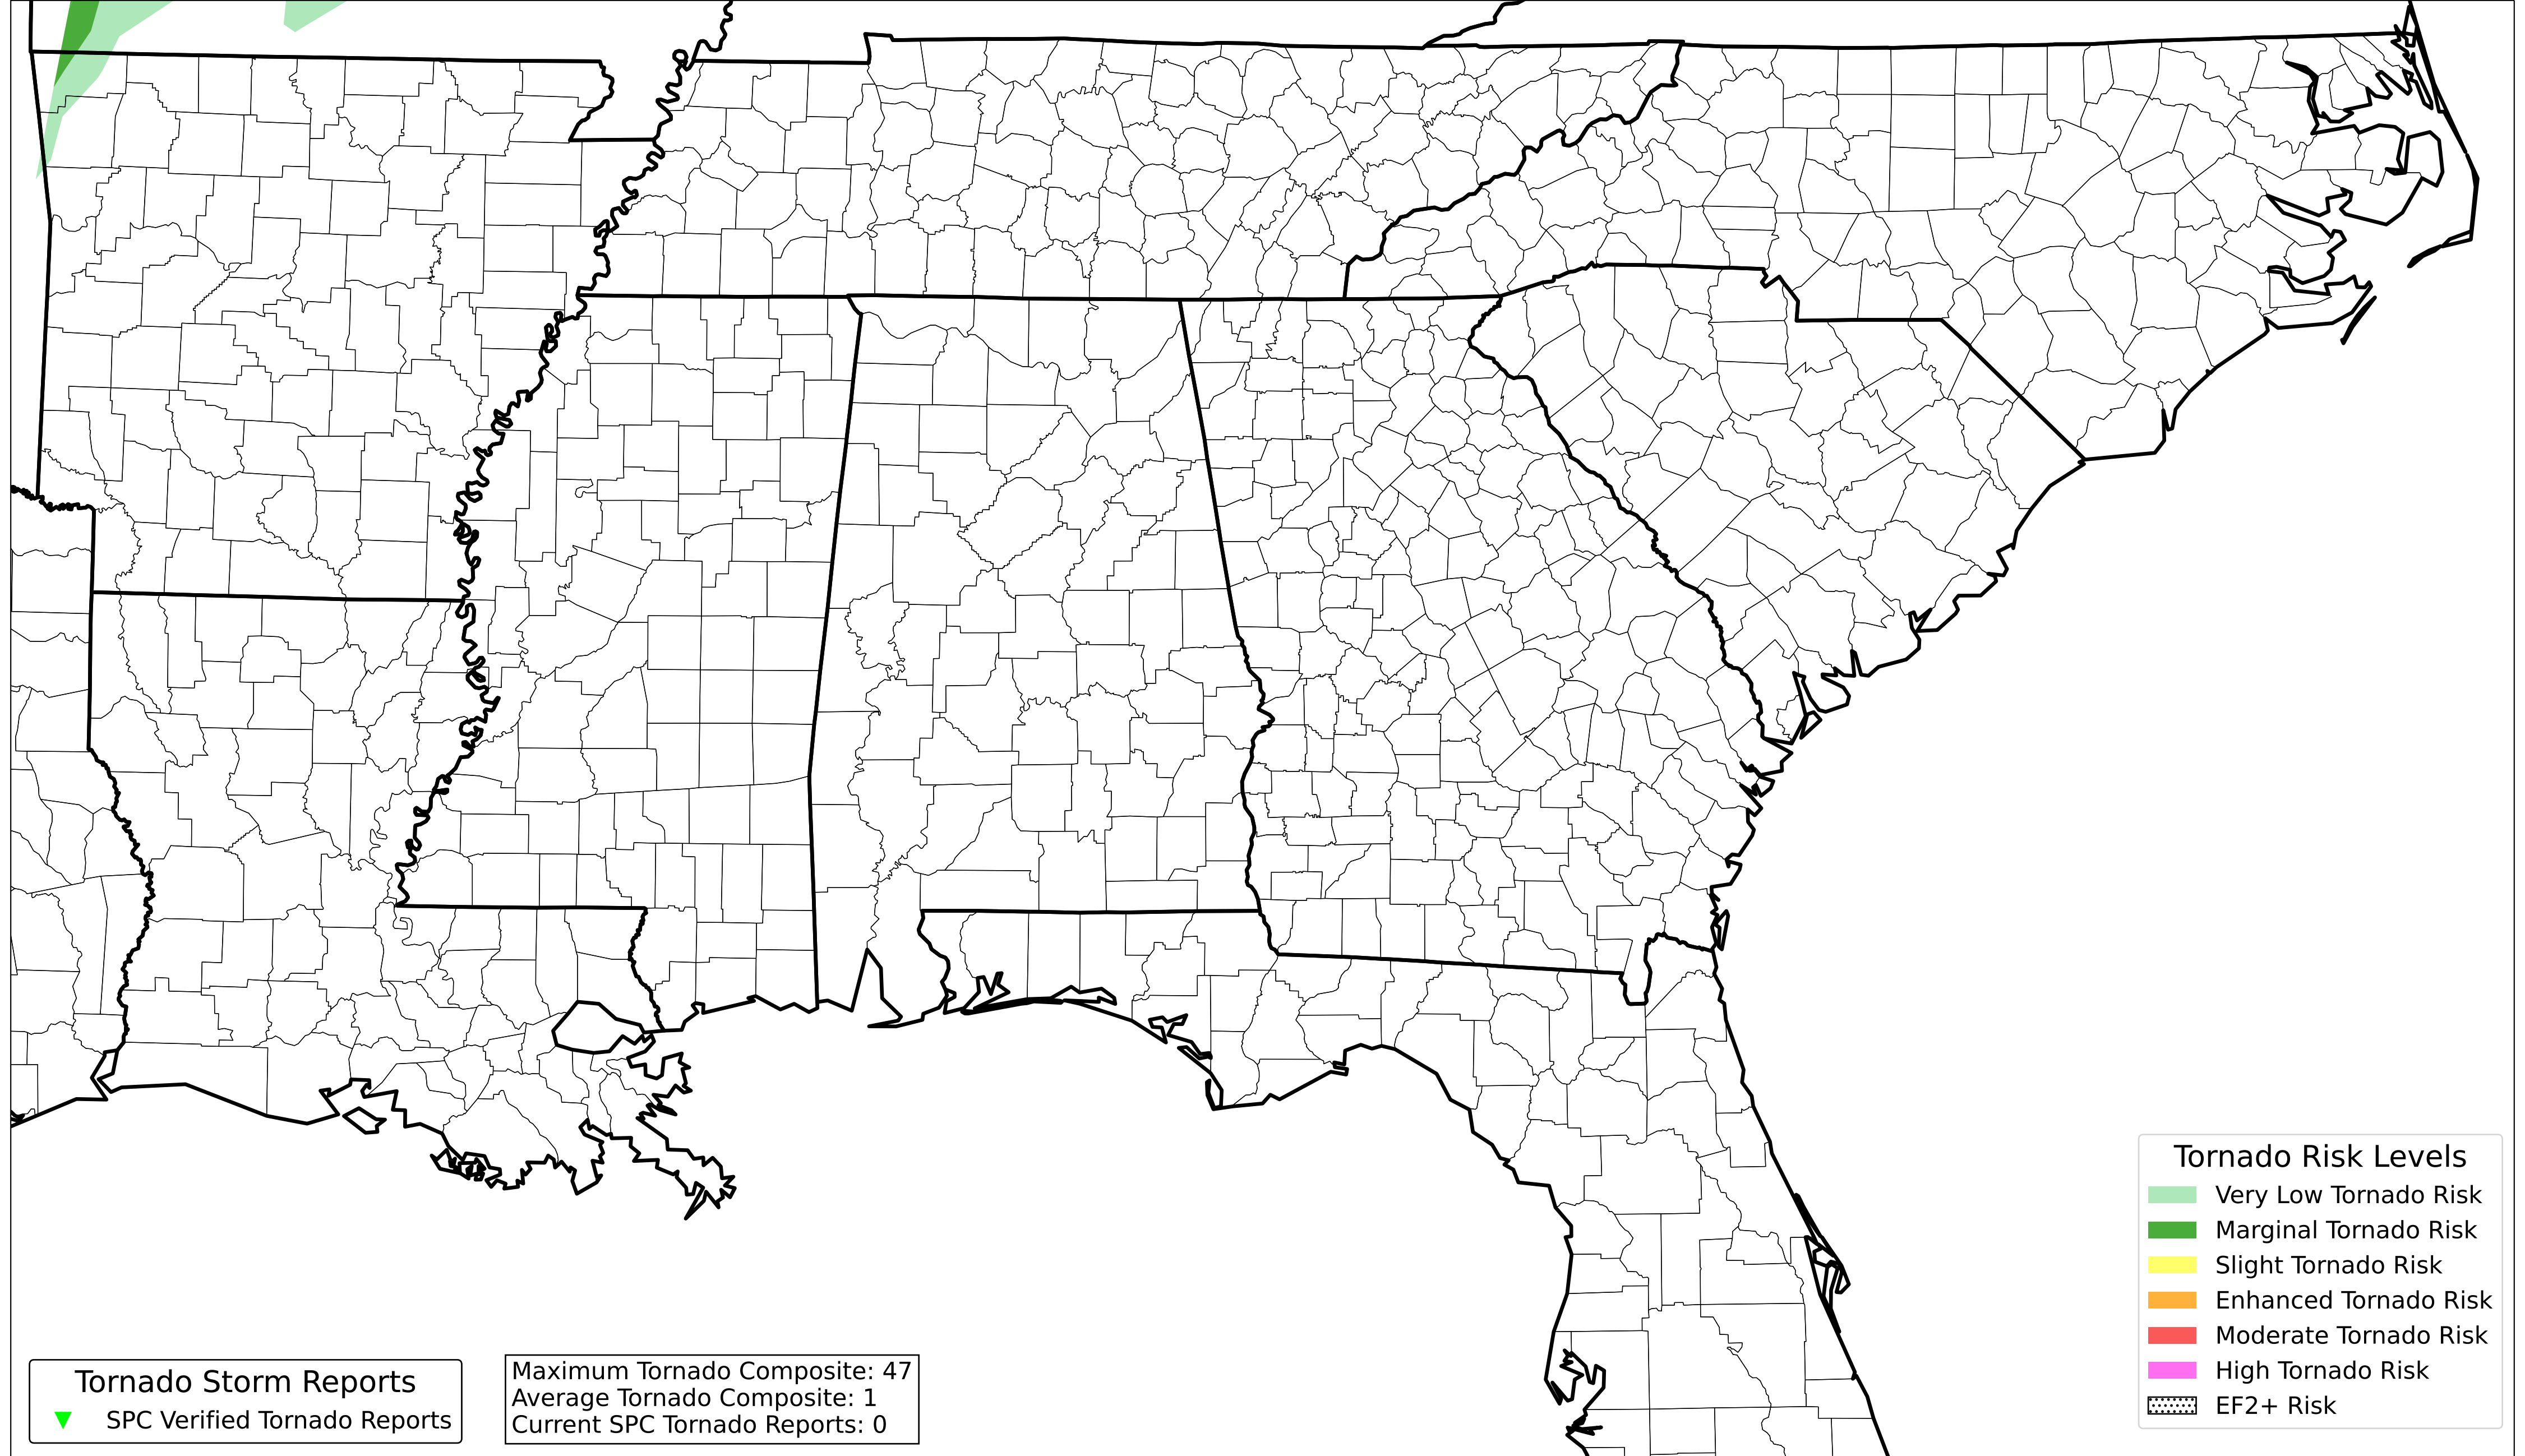 Tornado Storm Reports
SPC Verified Tornado Reports
Maximum Tornado Composite: 47
Average Tornado Composite: 1
Current SPC Tornado Reports: 0
Tornado Risk Levels
Very Low Tornado Risk
Marginal Tornado Risk
Slight Tornado Risk
Enhanced Tornado Risk
Moderate Tornado Risk
High Tornado Risk
EF2+ Risk